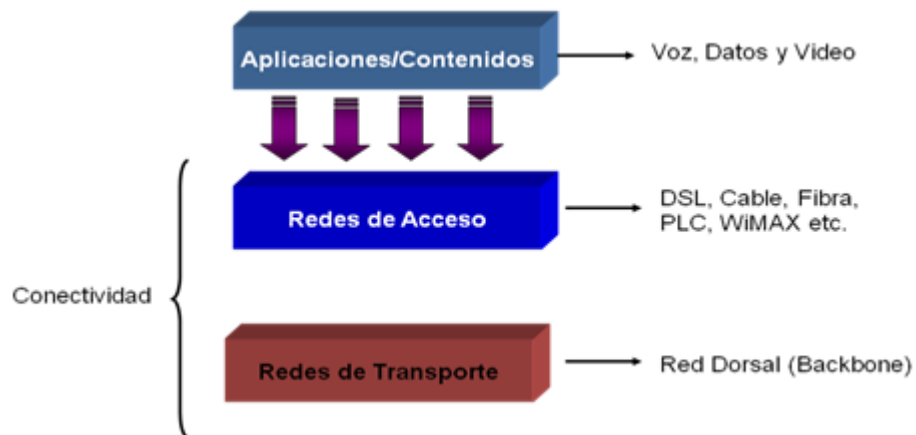 Aplicaciones/Contenidos
Voz, Datos y Video
Redes de Acceso
DSL, Cable, Fibra,
PLC, WiMAX etc.
Conectividad
Redes de Transporte
Red Dorsal (Backbone)